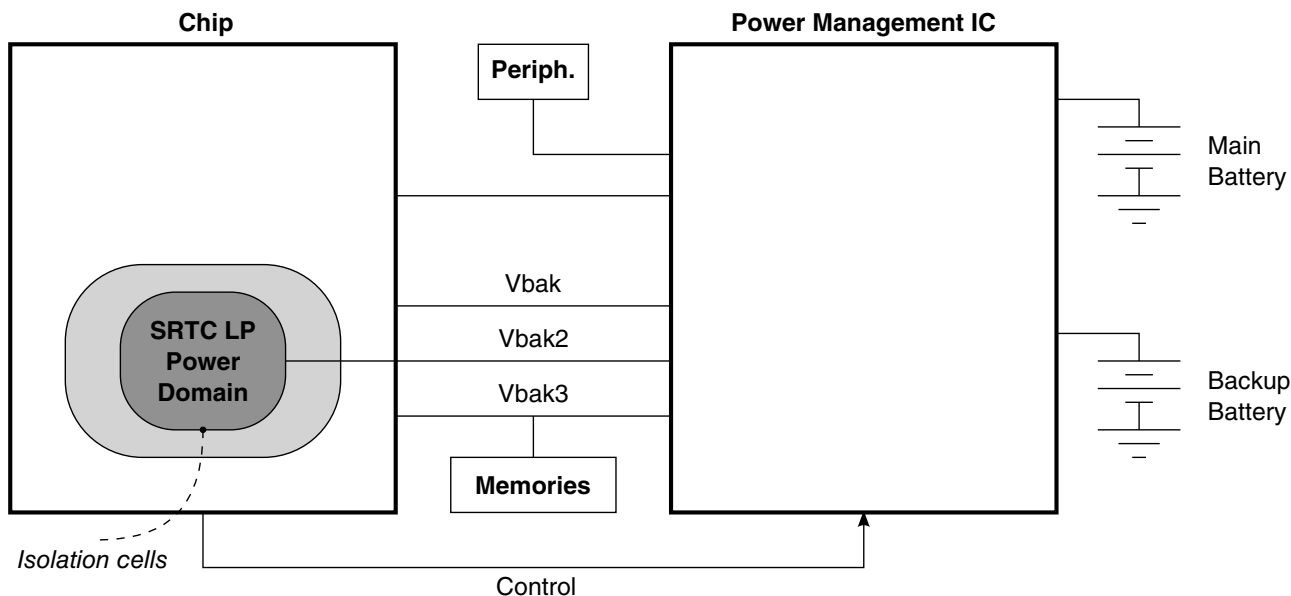 Chip
Power Management IC
Periph.
Main
Battery
Vbak
SRTC LP
Power
Domain
Vbak2
Vbak3
Backup
Battery
Memories
Isolation cells
Control